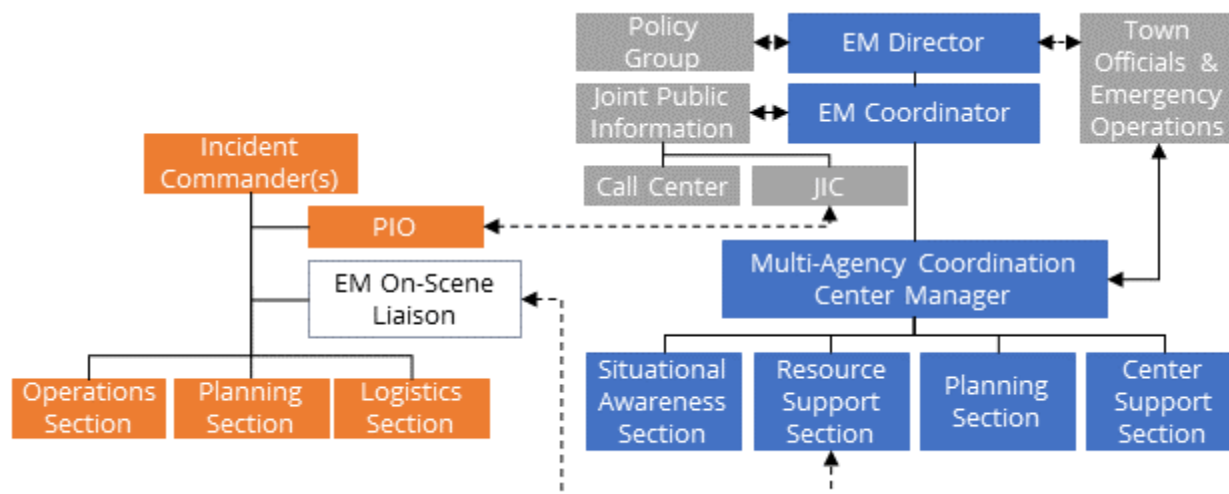 Policy
Group
EM Director
Town
Officials &
Emergency
Operations
Joint Public
Information
EM Coordinator
Call Center
JIC
Incident
Commander(s)
PIO
EM On-Scene
Liaison
Multi-Agency Coordination
Center Manager
Operations
Section
Planning
Section
Logistics
Section
Situational
Awareness
Section
Resource
Support
Section
Planning
Section
Center
Support
Section